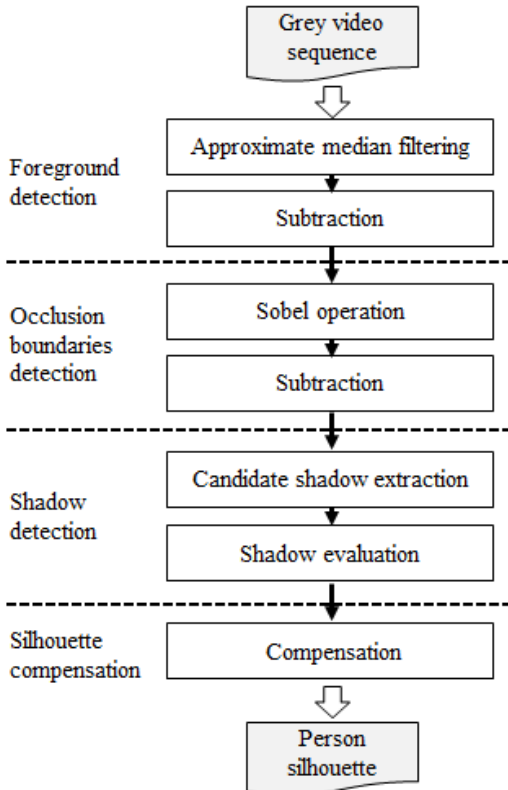 Grey video
sequence
Foreground
detection
Approximate median filtering
Subtraction
Occlusion
boundaries
detection
Sobel operation
Subtraction
Shadow
detection
Candidate shadow extraction
Shadow evaluation
Silhouette
compensation
Compensation
Person
silhouette